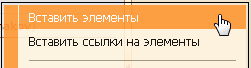 Вставить элементы
Вставить ссылки на элементы